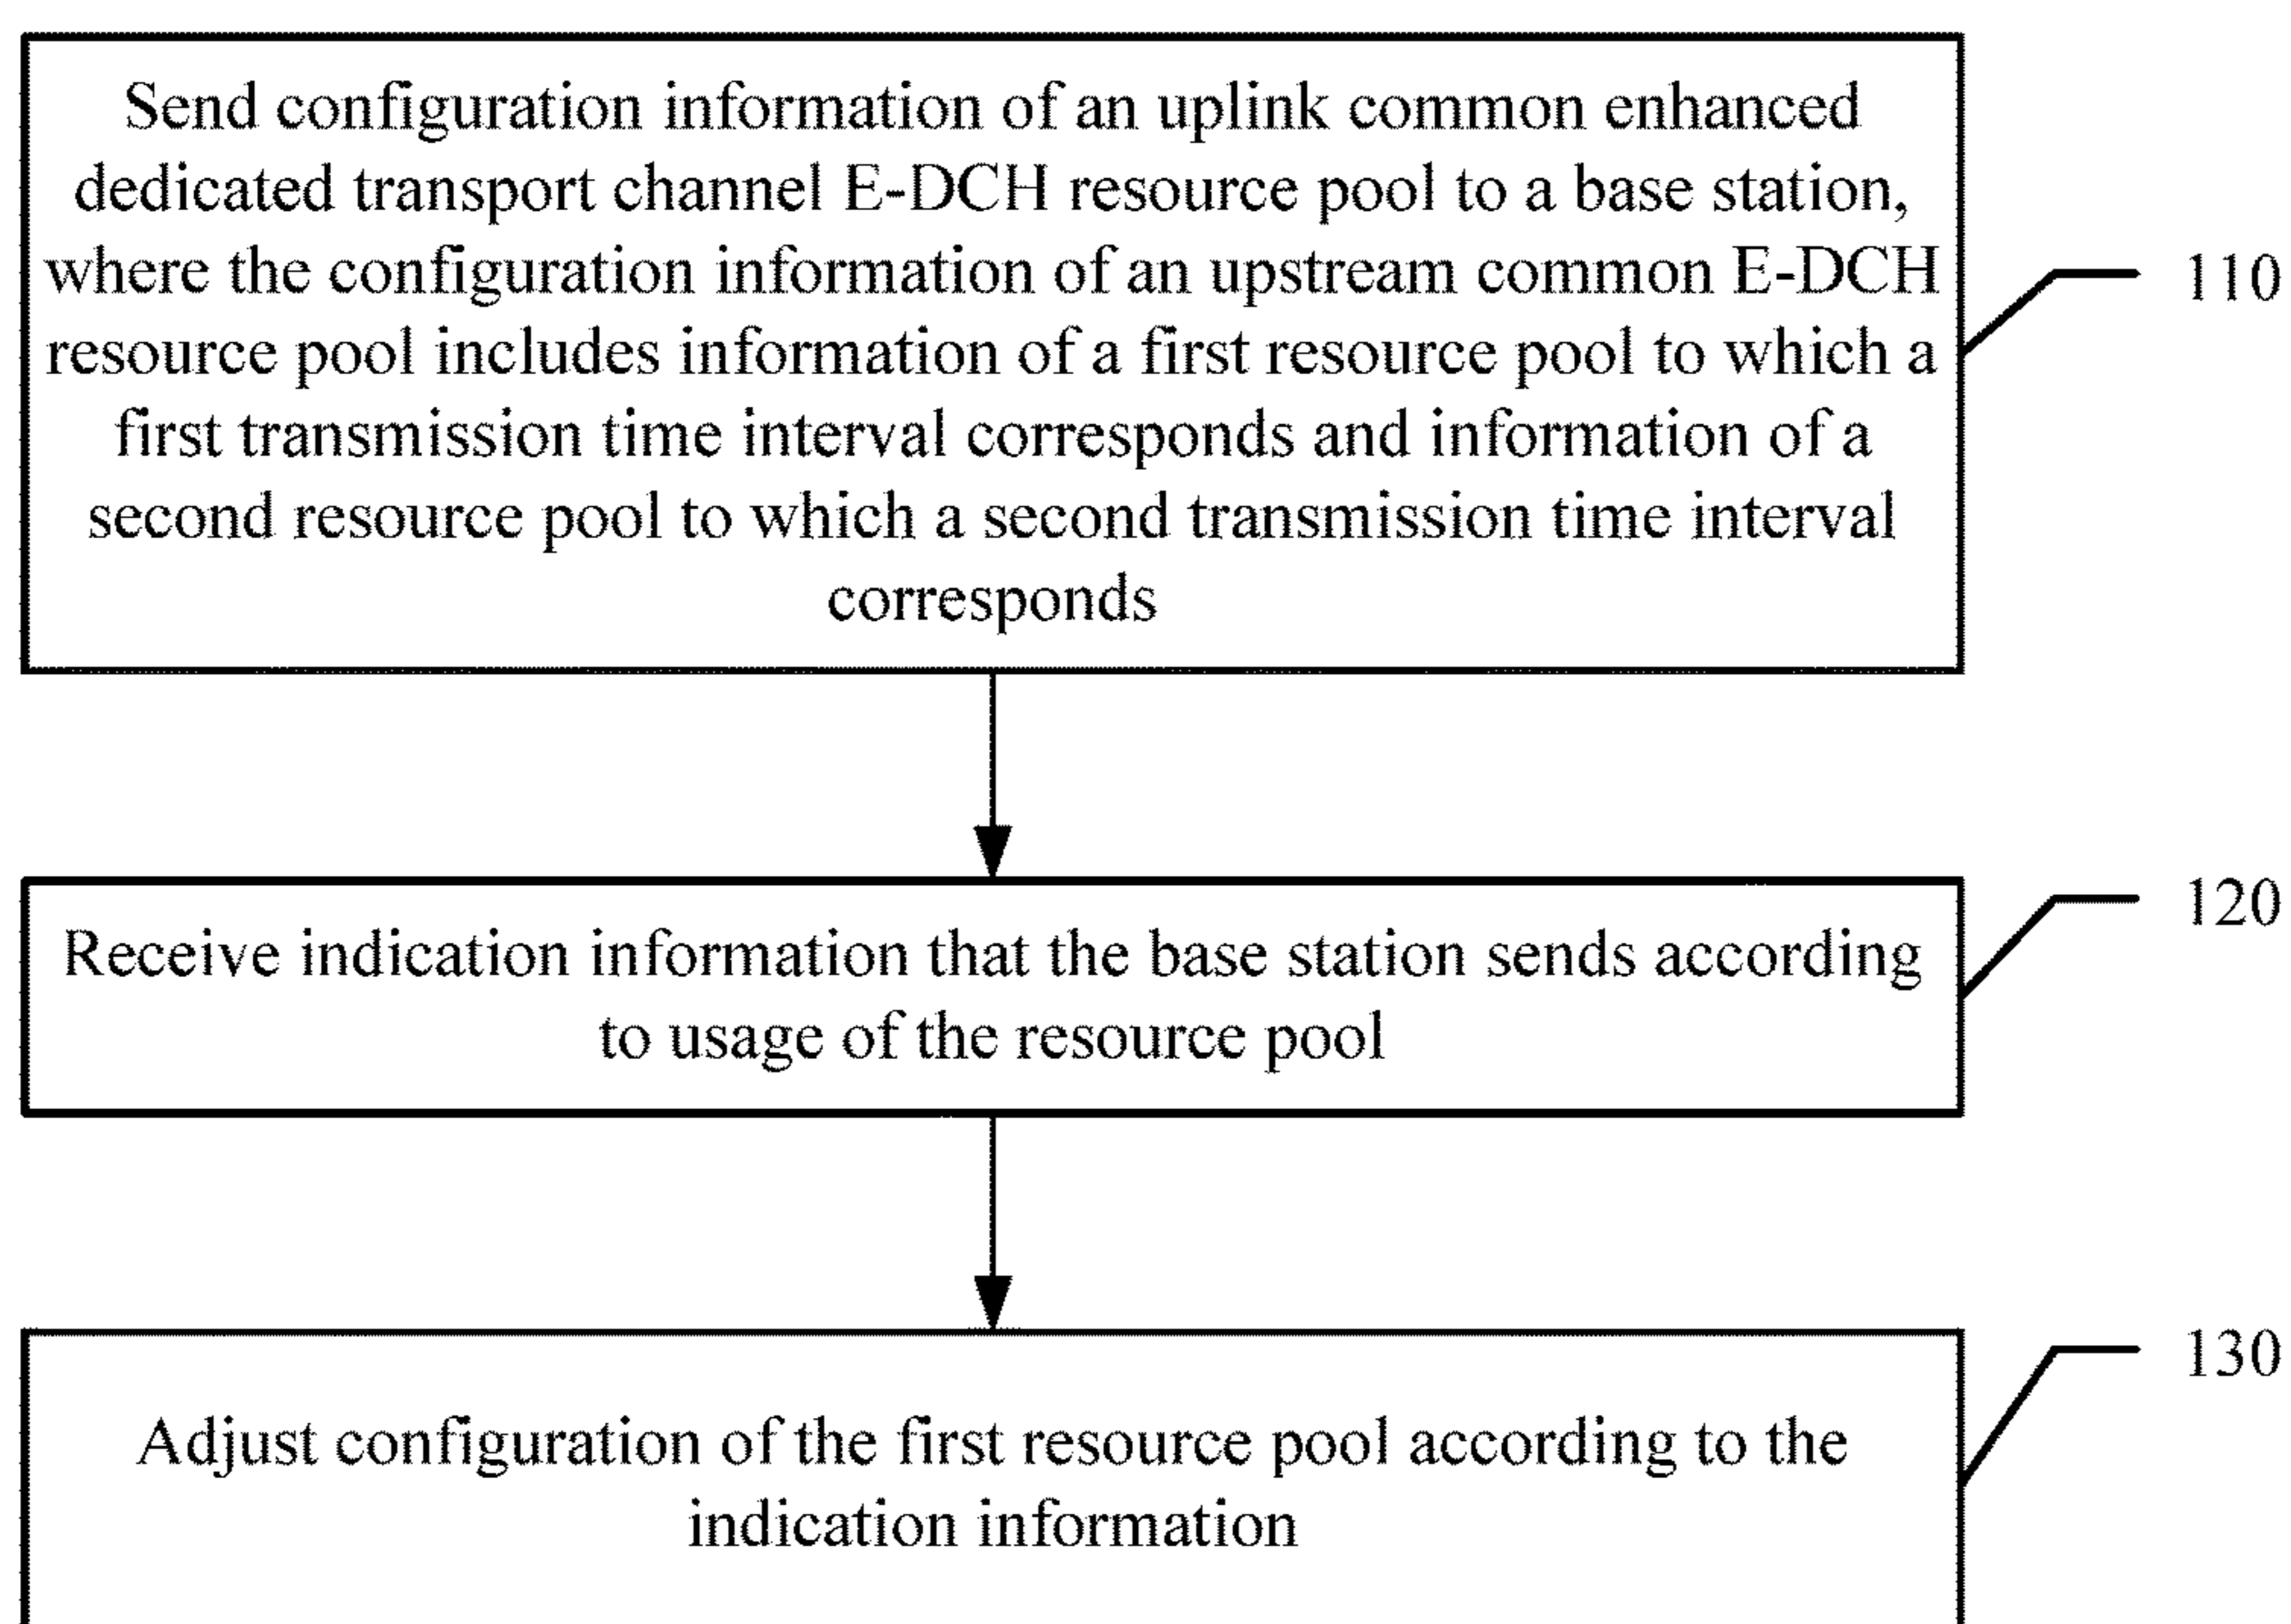 Send configuration information of an uplink common enhanced
dedicated transport channel E-DCH resource pool to a base station,
where the configuration information of an upstream common E-DCH
resource pool includes information of a first resource pool to which a
first transmission time interval corresponds and information of a
second resource pool to which a second transmission time interval
corresponds
110
Receive indication information that the base station sends according
to usage of the resource pool
120
Adjust configuration of the first resource pool according to the
indication information
130